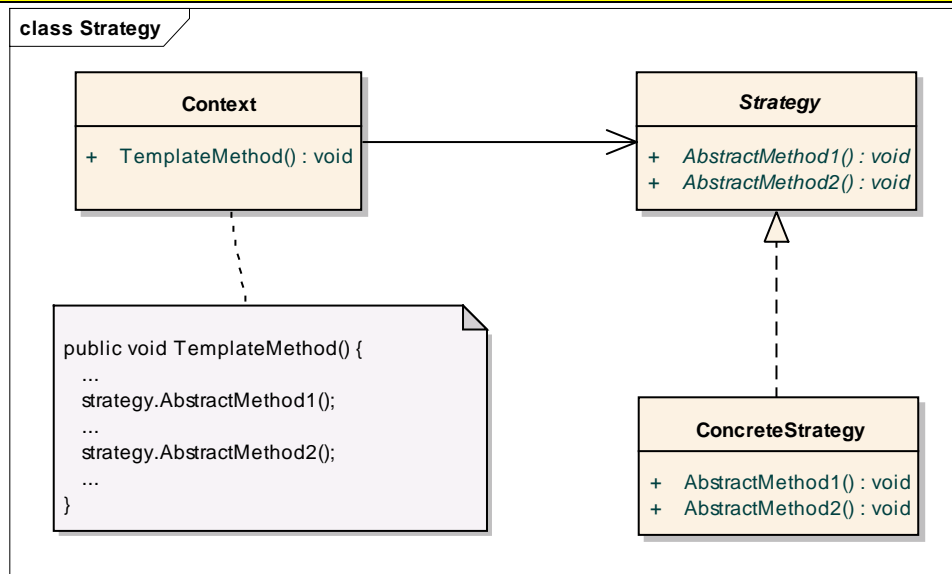 class Strategy
Context
+ TemplateMethod() : void
Strategy
+ AbstractMethod1() : void
+ AbstractMethod2() : void
public void TemplateMethod() {
...
strategy.AbstractMethod1();
...
strategy.AbstractMethod2();
...
}
ConcreteStrategy
+ AbstractMethod1() : void
+ AbstractMethod2() : void